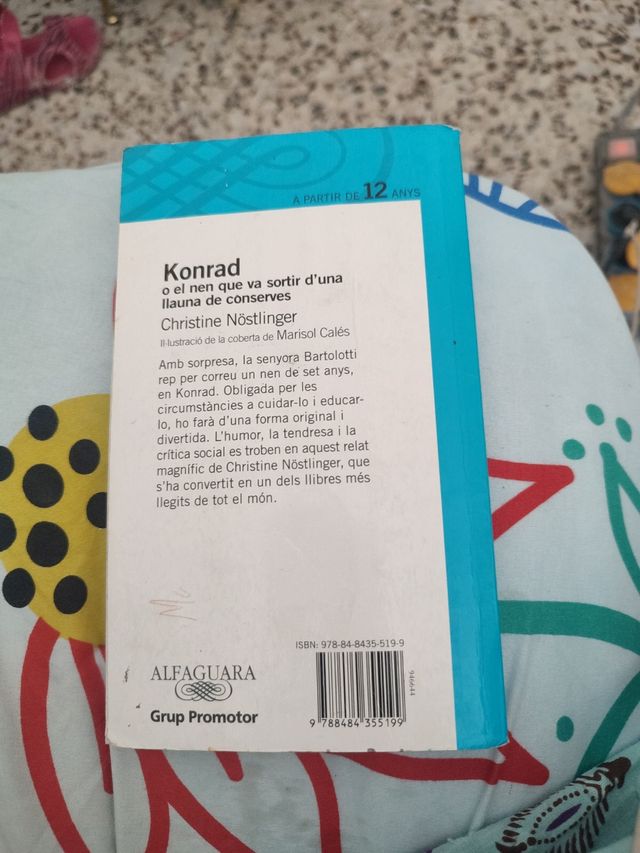 A PARTIR DE 12 ANYS
Konrad
o el nen que va sortir d'una
llauna de conserves
Christine Nöstlinger
Il·lustració de la coberta de Marisol Calés
Amb sorpresa, la senyora Bartolotti
rep per correu un nen de set anys,
en Konrad. Obligada per les
circumstàncies a cuidar-lo i educar-
lo, ho farà d'una forma original i
divertida. L'humor, la tendresa i la
crítica social es troben en aquest relat
magnífic de Christine Nöstlinger, que
s'ha convertit en un dels llibres més
llegits de tot el món.
ISBN: 978-84-8435-519-9
ALFAGUARA
Grup Promotor
9 788484 355199
946644